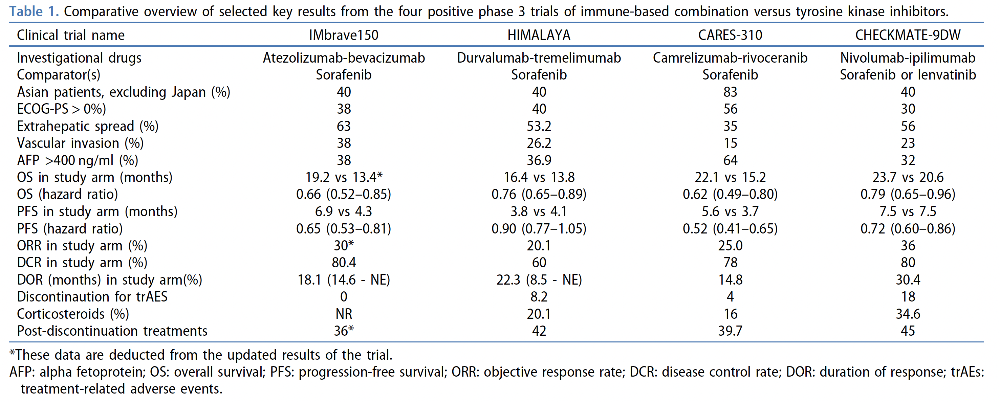 Table 1. Comparative overview of selected key results from the four positive phase 3 trials of immune-based combination versus tyrosine kinase inhibitors.
Clinical trial name IMbrave150 HIMALAYA CARES-310 CHECKMATE-9DW
Investigational drugs Atezolizumab-bevacizumab Durvalumab-tremelimumab Camrelizumab-rivoceranib Nivolumab-ipilimumab
Comparator(s) Sorafenib Sorafenib Sorafenib Sorafenib or lenvatinib
Asian patients, excluding Japan (%) 40 40 83 40
ECOG-PS > 0%) 38 40 56 30
Extrahepatic spread (%) 63 53.2 35 56
Vascular invasion (%) 38 26.2 15 23
AFP >400 ng/ml (%) 38 36.9 64 32
OS in study arm (months) 19.2 vs 13.4* 16.4 vs 13.8 22.1 vs 15.2 23.7 vs 20.6
OS (hazard ratio) 0.66 (0.52–0.85) 0.76 (0.65–0.89) 0.62 (0.49–0.80) 0.79 (0.65–0.96)
PFS in study arm (months) 6.9 vs 4.3 3.8 vs 4.1 5.6 vs 3.7 7.5 vs 7.5
PFS (hazard ratio) 0.65 (0.53–0.81) 0.90 (0.77–1.05) 0.52 (0.41–0.65) 0.72 (0.60–0.86)
ORR in study arm (%) 30* 20.1 25.0 36
DCR in study arm (%) 80.4 60 78 80
DOR (months) in study arm(%) 18.1 (14.6 - NE) 22.3 (8.5 - NE) 14.8 30.4
Discontinaution for trAES 0 8.2 4 18
Corticosteroids (%) NR 20.1 16 34.6
Post-discontinuation treatments 36* 42 39.7 45
*These data are deducted from the updated results of the trial.
AFP: alpha fetoprotein; OS: overall survival; PFS: progression-free survival; ORR: objective response rate; DCR: disease control rate; DOR: duration of response; trAEs:
treatment-related adverse events.